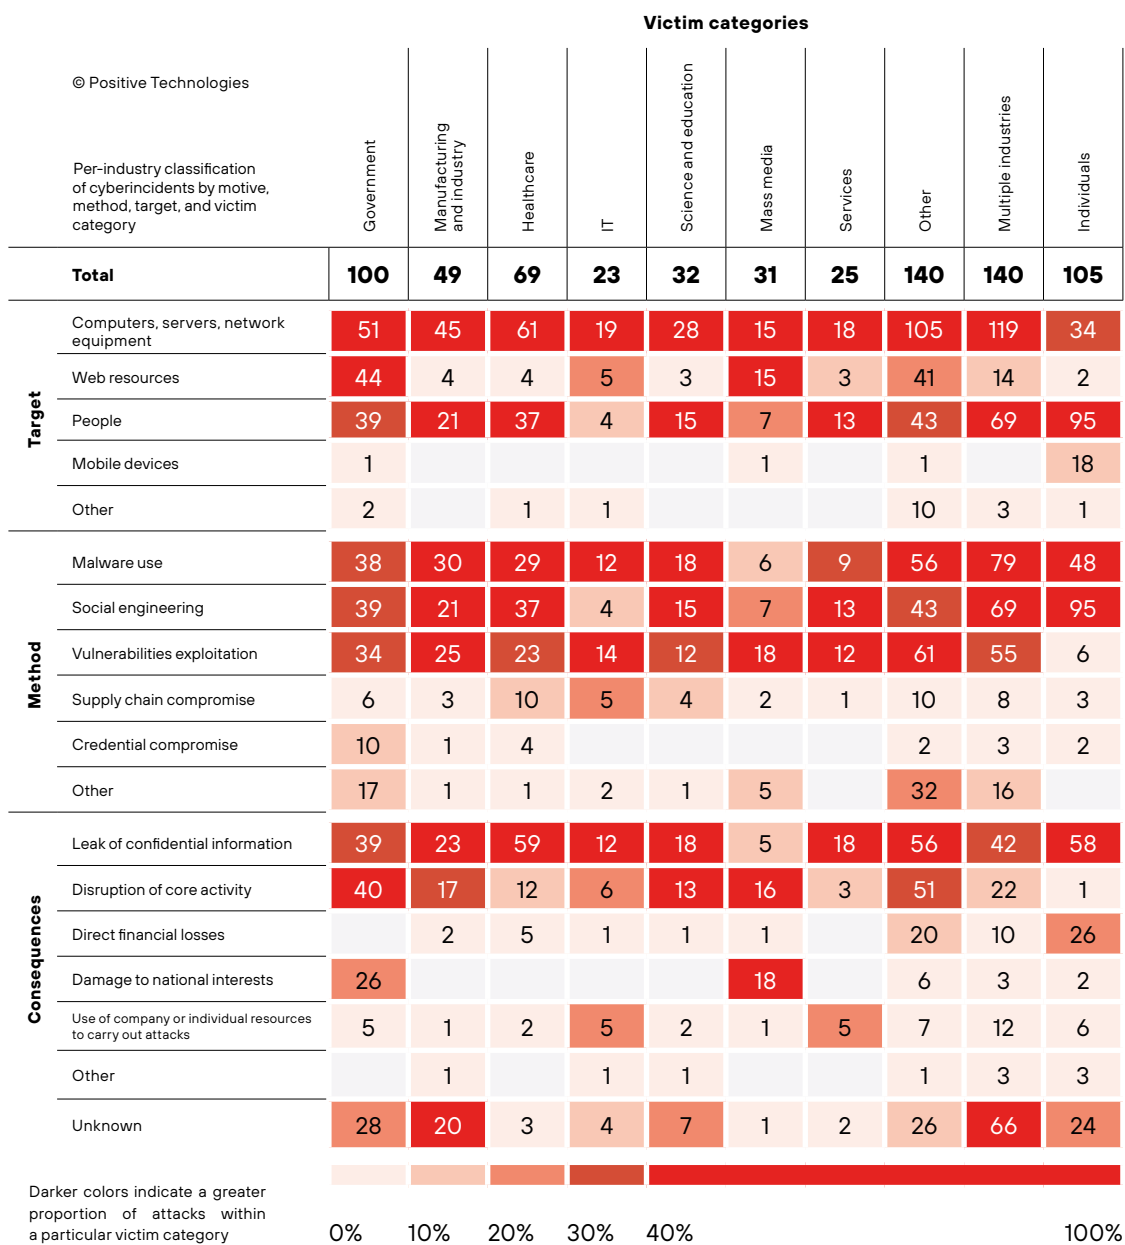 Victim categories
© Positive Technologies
Per-industry classification
of cyberincidents by motive,
method, target, and victim
category
Government
Manufacturing
and industry
Healthcare
IT
Science and education
Mass media
Services
Other
Multiple industries
Individuals
Total 100 49 69 23 32 31 25 140 140 105
Target
Computers, servers, network
equipment 51 45 61 19 28 15 18 105 119 34
Web resources 44 4 4 5 3 15 3 41 14 2
People 39 21 37 4 15 7 13 43 69 95
Mobile devices 1 1 1 18
Other 2 1 1 10 3 1
Method
Malware use 38 30 29 12 18 6 9 56 79 48
Social engineering 39 21 37 4 15 7 13 43 69 95
Vulnerabilities exploitation 34 25 23 14 12 18 12 61 55 6
Supply chain compromise 6 3 10 5 4 2 1 10 8 3
Credential compromise 10 1 4 2 3 2
Other 17 1 1 2 1 5 32 16
Consequences
Leak of confidential information 39 23 59 12 18 5 18 56 42 58
Disruption of core activity 40 17 12 6 13 16 3 51 22 1
Direct financial losses 2 5 1 1 1 20 10 26
Damage to national interests 26 18 6 3 2
Use of company or individual resources
to carry out attacks 5 1 2 5 2 1 5 7 12 6
Other 1 1 1 1 3 3
Unknown 28 20 3 4 7 1 2 26 66 24
Darker colors indicate a greater
proportion of attacks within
a particular victim category
0% 10% 20% 30% 40% 100%